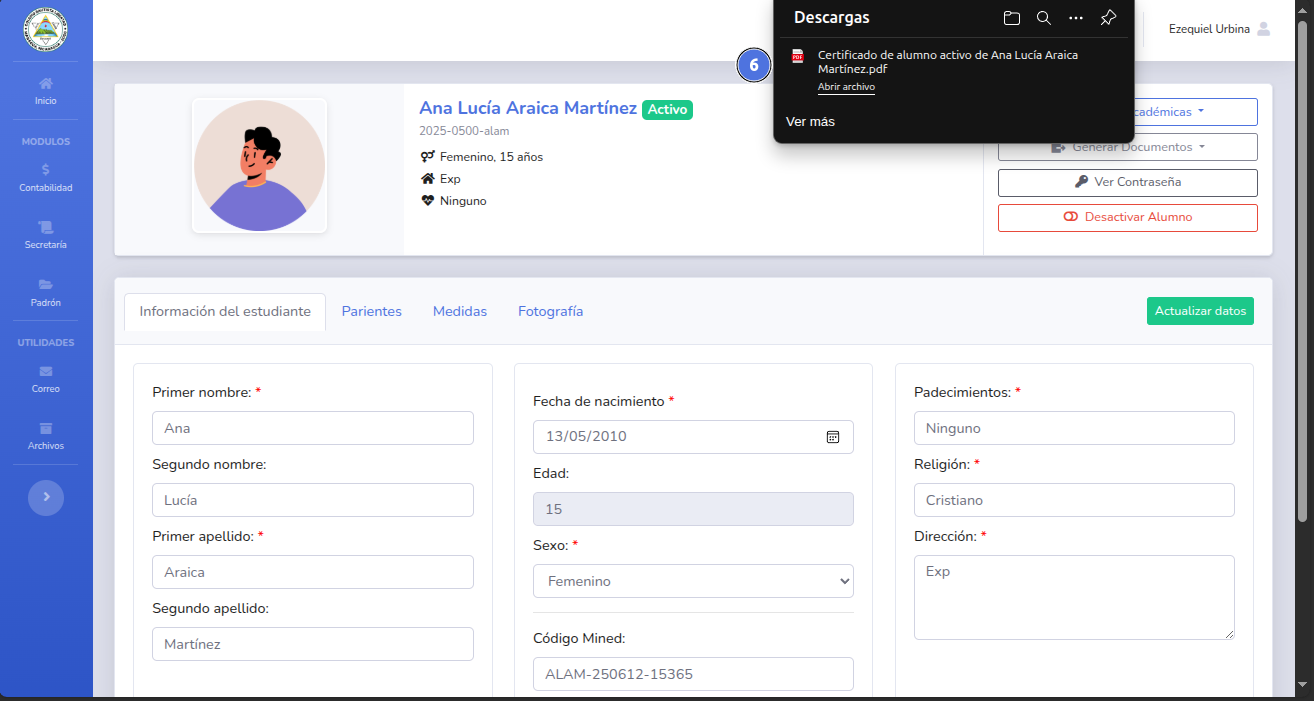 Descargas
Certificado de alumno activo de Ana Lucía Araica
Martínez.pdf
Abrir archivo
Ver más
6
Ezequiel Urbina
Inicio
MODULOS
Contabilidad
Secretaría
Padrón
UTILIDADES
Correo
Archivos
Ana Lucía Araica Martínez Activo
2025-0500-alam
Femenino, 15 años
Exp
Ninguno
cadémicas
Generar Documentos
Ver Contraseña
Desactivar Alumno
Información del estudiante Parientes Medidas Fotografía
Actualizar datos
Primer nombre: *
Ana
Segundo nombre:
Lucía
Primer apellido: *
Araica
Segundo apellido:
Martínez
Fecha de nacimiento *
13/05/2010
Edad:
15
Sexo: *
Femenino
Código Mined:
ALAM-250612-15365
Padecimientos: *
Ninguno
Religión: *
Cristiano
Dirección: *
Exp